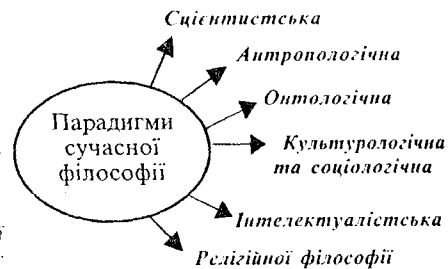 Сцієнтистська
Антропологічна
Онтологічна
Парадигми
сучасної
філософії
Культурологічна
та соціологічна
Інтелектуалістська
Релігійної філософії